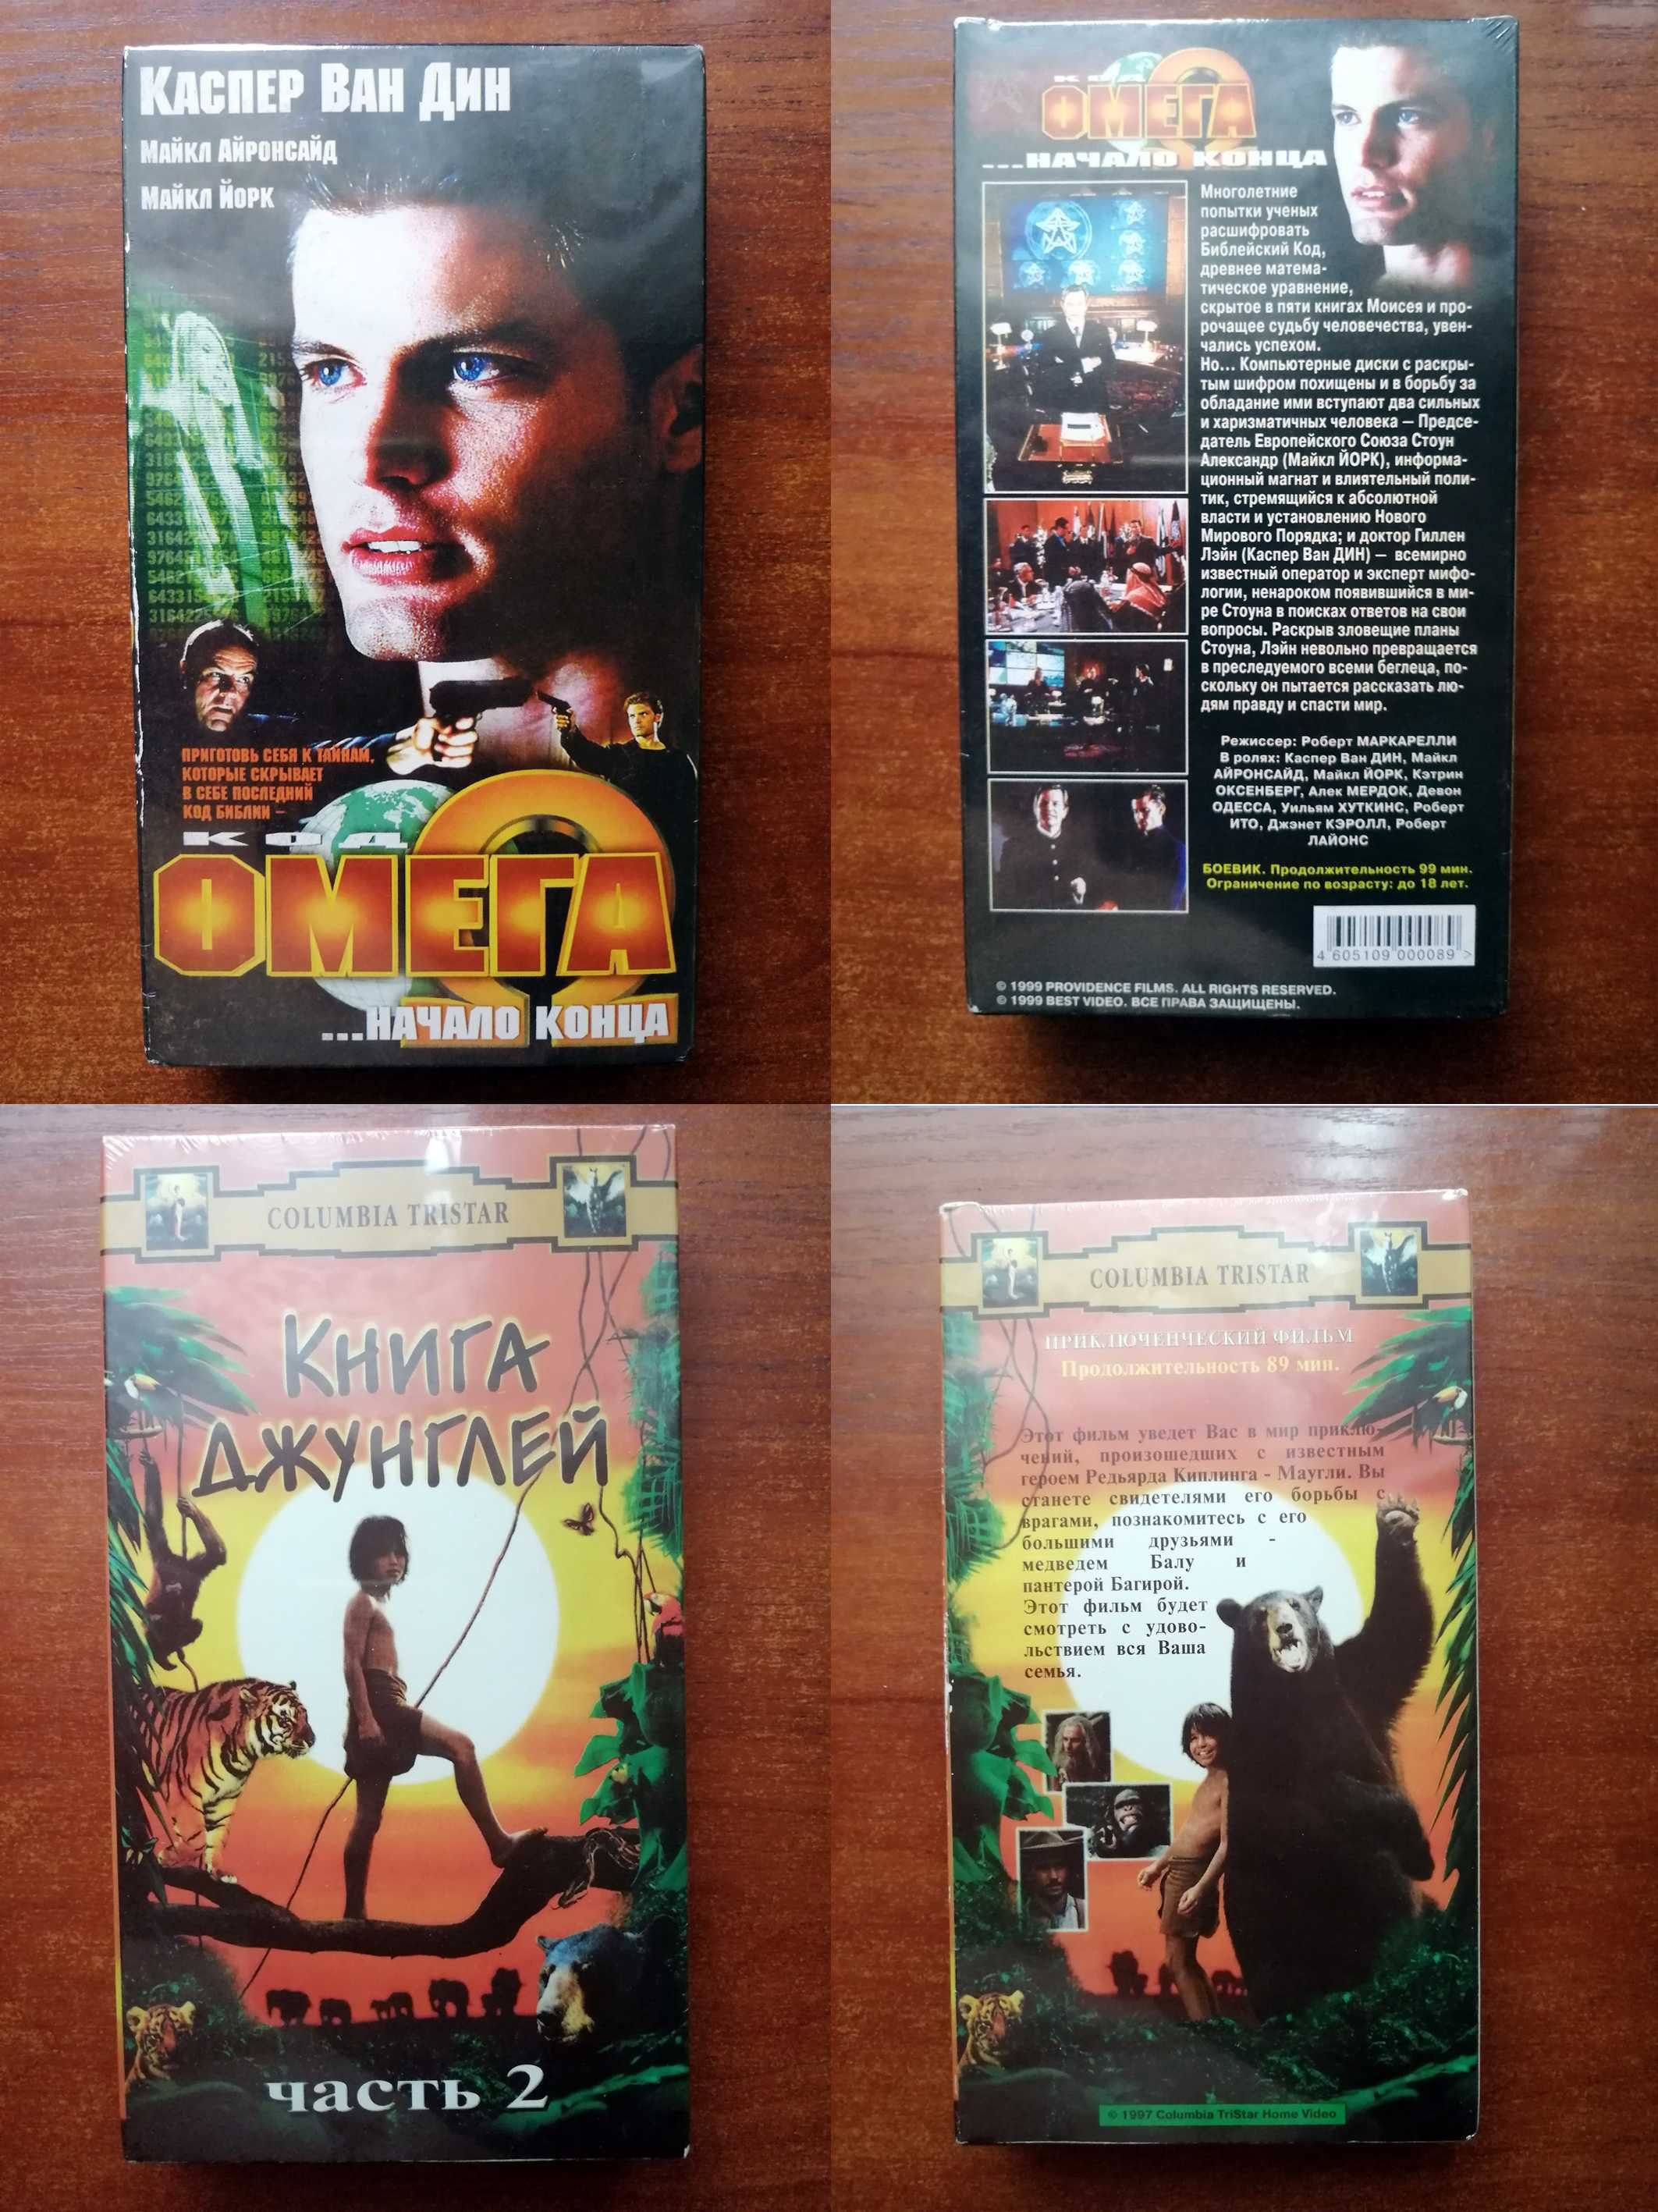 КАСПЕР ВАН ДИН
МАЙКЛ АЙРОНСАЙД
МАЙКЛ ЙОРК
ПРИГОТОВЬ СЕБЯ К ТАЙНАМ,
КОТОРЫЕ СКРЫВАЕТ
В СЕБЕ ПОСЛЕДНИЙ
КОД БИБЛИИ –
КОД
ОМЕГА
...НАЧАЛО КОНЦА
КОД
ОМЕГА
...НАЧАЛО КОНЦА
Многолетние
попытки ученых
расшифровать
Библейский Код,
древнее матема-
тическое уравнение,
скрытое в пяти книгах Моисея и про-
рочащее судьбу человечества, увен-
чались успехом.
Но... Компьютерные диски с раскры-
тым шифром похищены и в борьбу за
обладание ими вступают два сильных
и харизматичных человека – Предсе-
датель Европейского Союза Стоун
Александр (Майкл ЙОРК), информа-
ционный магнат и влиятельный поли-
тик, стремящийся к абсолютной
власти и установлению Нового
Мирового Порядка; и доктор Гиллен
Лэйн (Каспер Ван ДИН) – всемирно
известный оператор и эксперт мифо-
логии, ненароком появившийся в ми-
ре Стоуна в поисках ответов на свои
вопросы. Раскрыв зловещие планы
Стоуна, Лэйн невольно превращается
в преследуемого всеми беглеца, по-
скольку он пытается рассказать лю-
дям правду и спасти мир.
Режиссер: Роберт МАРКАРЕЛЛИ
В ролях: Каспер Ван ДИН, Майкл
АЙРОНСАЙД, Майкл ЙОРК, Кэтрин
ОКСЕНБЕРГ, Алек МЕРДОК, Девон
ОДЕССА, Уильям ХУТКИНС, Роберт
ИТО, Джэнет КЭРОЛЛ, Роберт
ЛАЙОНС
БОЕВИК. Продолжительность 99 мин.
Ограничение по возрасту: до 18 лет.
4 605109 000089 >
© 1999 PROVIDENCE FILMS. ALL RIGHTS RESERVED.
© 1999 BEST VIDEO. ВСЕ ПРАВА ЗАЩИЩЕНЫ.
COLUMBIA TRISTAR
КНИГА
ДЖУНГЛЕЙ
часть 2
COLUMBIA TRISTAR
ПРИКЛЮЧЕНЧЕСКИЙ ФИЛЬМ
Продолжительность 89 мин.
Этот фильм уведет Вас в мир приклю-
чений, произошедших с известным
героем Редьярда Киплинга - Маугли. Вы
станете свидетелями его борьбы с
врагами, познакомитесь с его
большими друзьями -
медведем Балу и
пантерой Багирой.
Этот фильм будет
смотреть с удово-
льствием вся Ваша
семья.
© 1997 Columbia TriStar Home Video